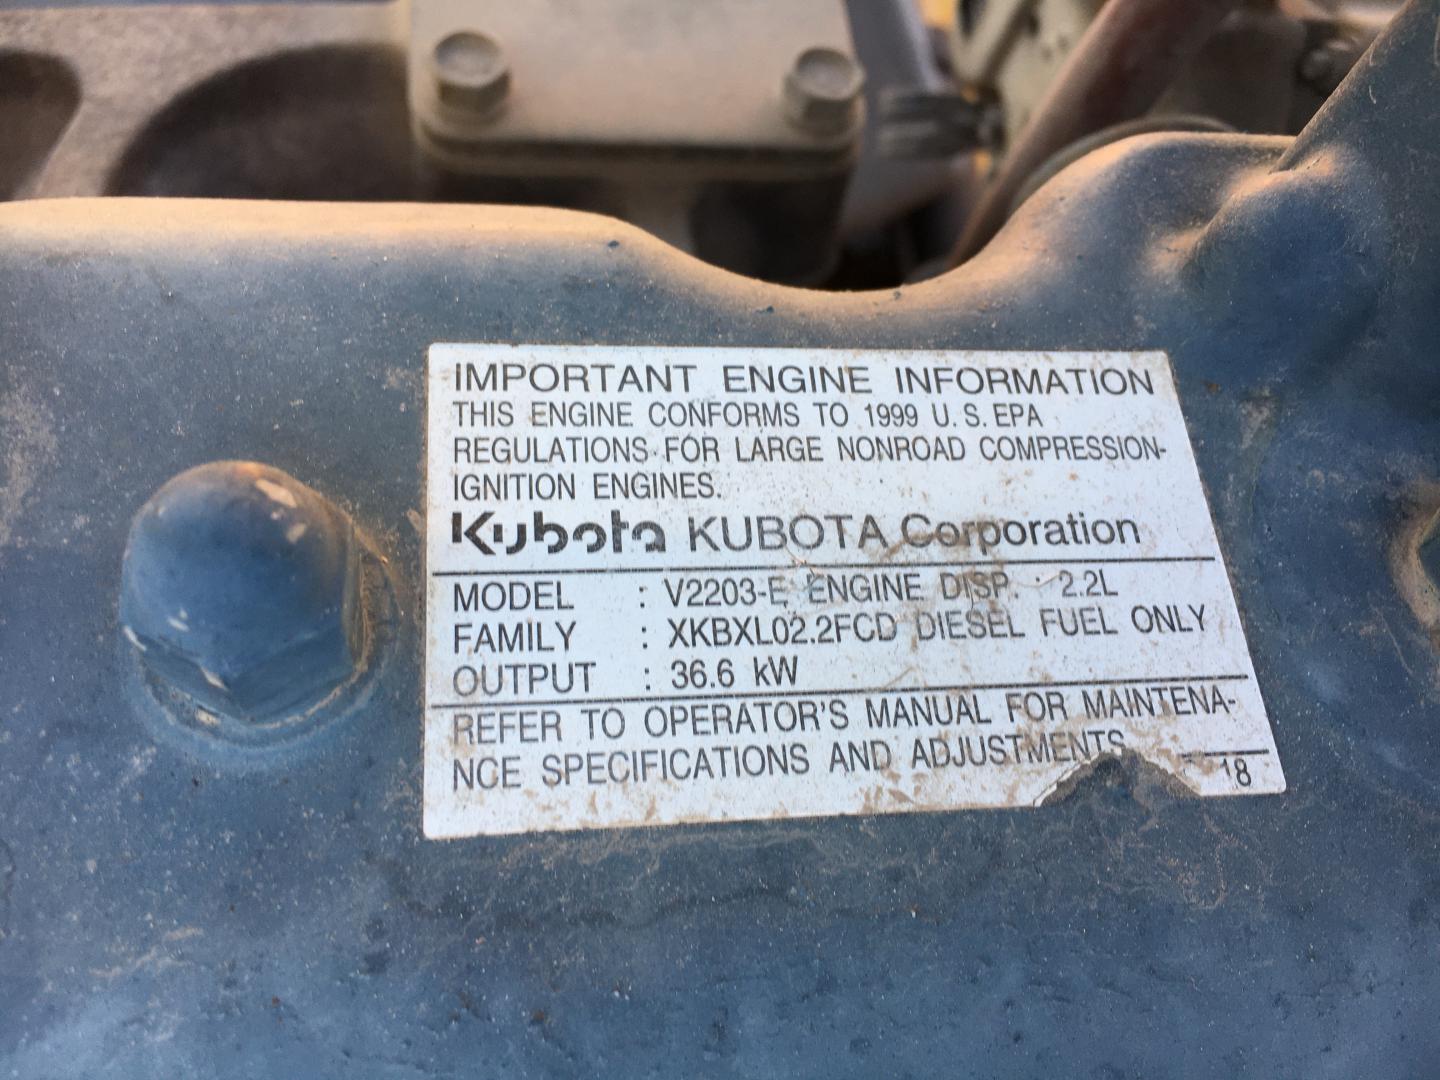 IMPORTANT ENGINE INFORMATION
THIS ENGINE CONFORMS TO 1999 U.S. EPA
REGULATIONS FOR LARGE NONROAD COMPRESSION-
IGNITION ENGINES.
Kubota KUBOTA Corporation
MODEL : V2203-E ENGINE DISP. : 2.2L
FAMILY : XKBXL02.2FCD DIESEL FUEL ONLY
OUTPUT : 36.6 kW
REFER TO OPERATOR'S MANUAL FOR MAINTENA-
NCE SPECIFICATIONS AND ADJUSTMENTS
18